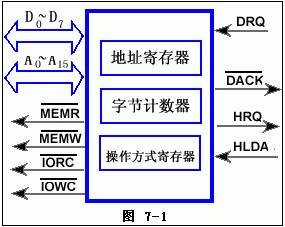 D₀~D₇
DRQ
地址寄存器
A₀~A₁₅
DACK
字节计数器
MEMR
HRQ
MEMW
操作方式寄存器
HLDA
IORC
IOWC
图 7-1